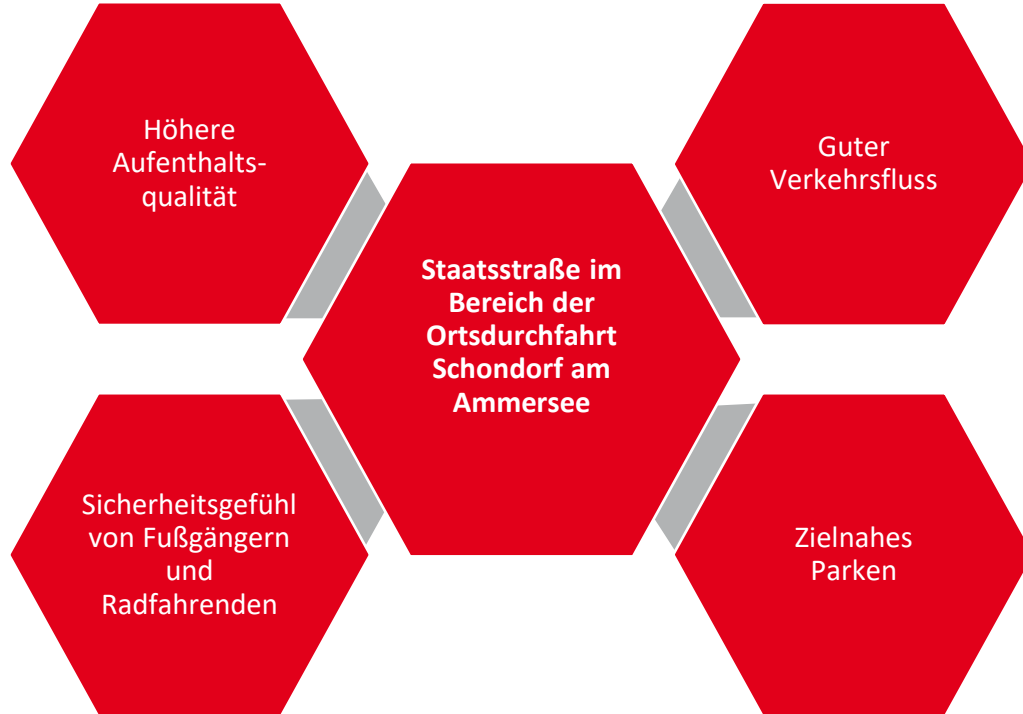 Höhere
Aufenthalts-
qualität
Guter
Verkehrsfluss
Staatsstraße im
Bereich der
Ortsdurchfahrt
Schondorf am
Ammersee
Sicherheitsgefühl
von Fußgängern
und
Radfahrenden
Zielnahes
Parken